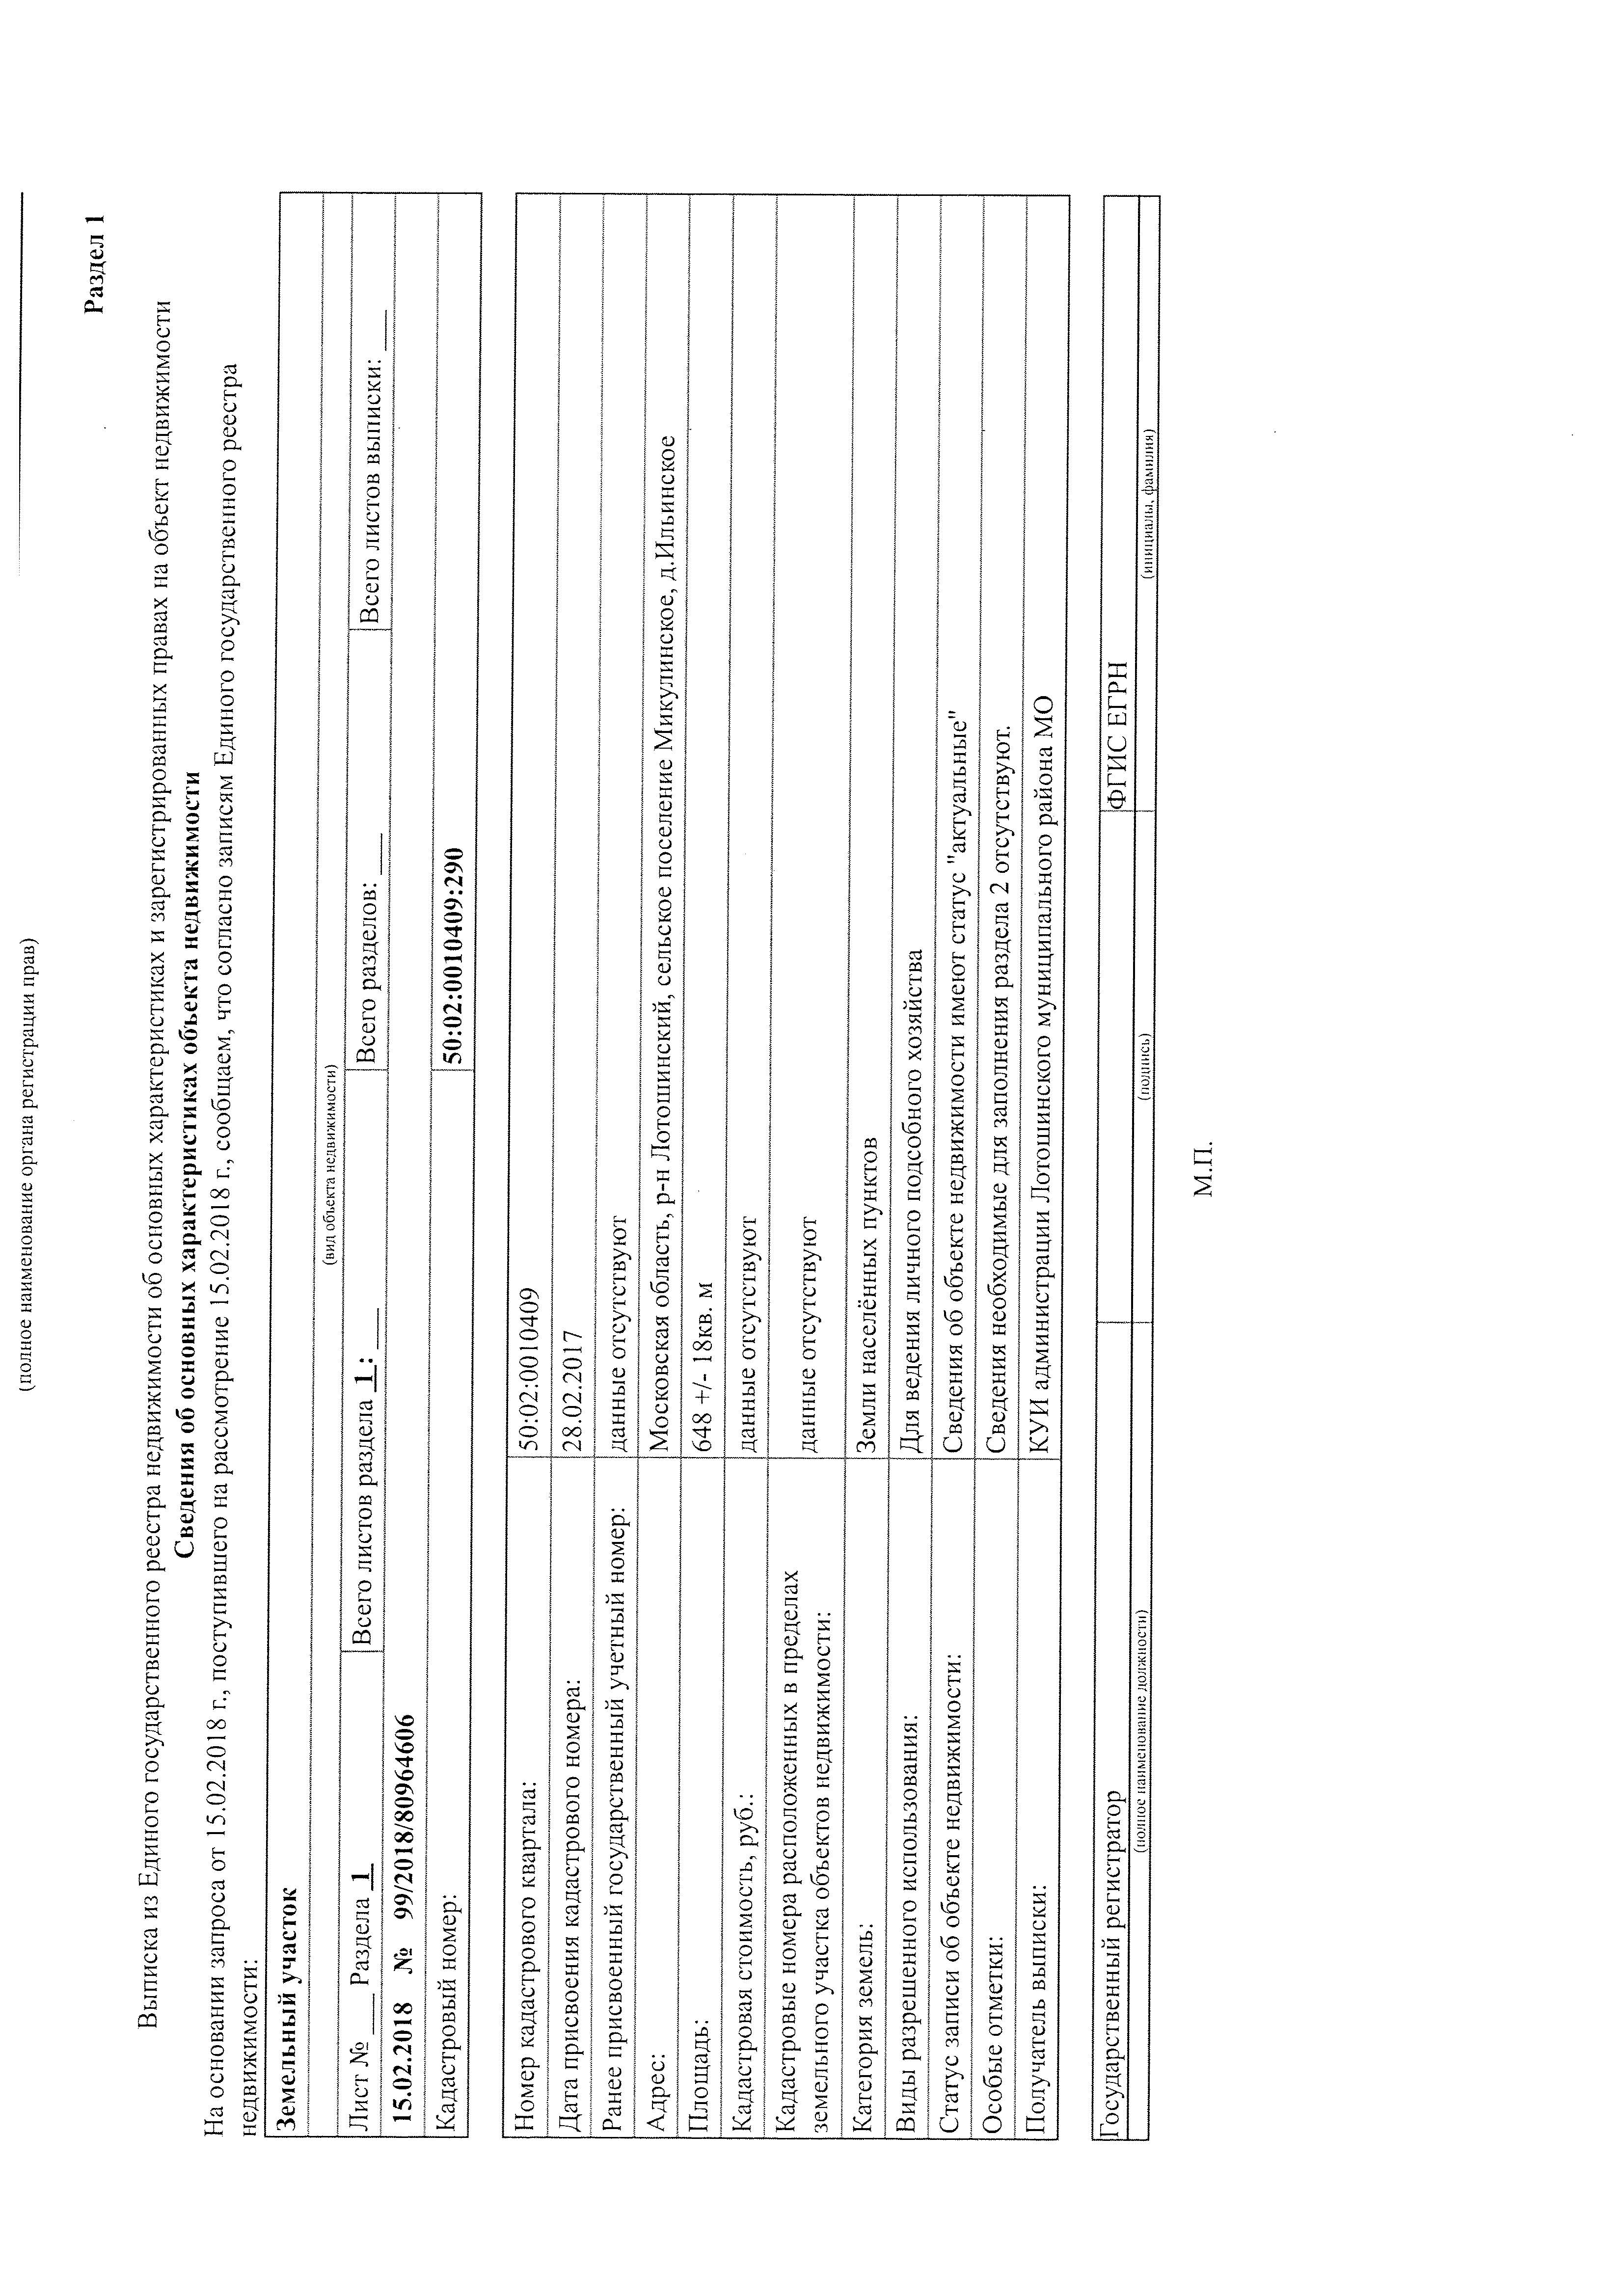 (полное наименование органа регистрации прав)
Раздел 1
Выписка из Единого государственного реестра недвижимости об основных характеристиках и зарегистрированных правах на объект недвижимости
Сведения об основных характеристиках объекта недвижимости
На основании запроса от 15.02.2018 г., поступившего на рассмотрение 15.02.2018 г., сообщаем, что согласно записям Единого государственного реестра
недвижимости:
Земельный участок
(вид объекта недвижимости)
Лист № ___ Раздела 1 Всего листов раздела 1 : ___ Всего разделов: ___ Всего листов выписки: ___
15.02.2018 № 99/2018/80964606
Кадастровый номер: 50:02:0010409:290
Номер кадастрового квартала: 50:02:0010409
Дата присвоения кадастрового номера: 28.02.2017
Ранее присвоенный государственный учетный номер: данные отсутствуют
Адрес: Московская область, р-н Лотошинский, сельское поселение Микулинское, д.Ильинское
Площадь: 648 +/- 18кв. м
Кадастровая стоимость, руб.: данные отсутствуют
Кадастровые номера расположенных в пределах
земельного участка объектов недвижимости: данные отсутствуют
Категория земель: Земли населённых пунктов
Виды разрешенного использования: Для ведения личного подсобного хозяйства
Статус записи об объекте недвижимости: Сведения об объекте недвижимости имеют статус "актуальные"
Особые отметки: Сведения необходимые для заполнения раздела 2 отсутствуют.
Получатель выписки: КУИ администрации Лотошинского муниципального района МО
Государственный регистратор ФГИС ЕГРН
(полное наименование должности) (подпись) (инициалы, фамилия)
М.П.